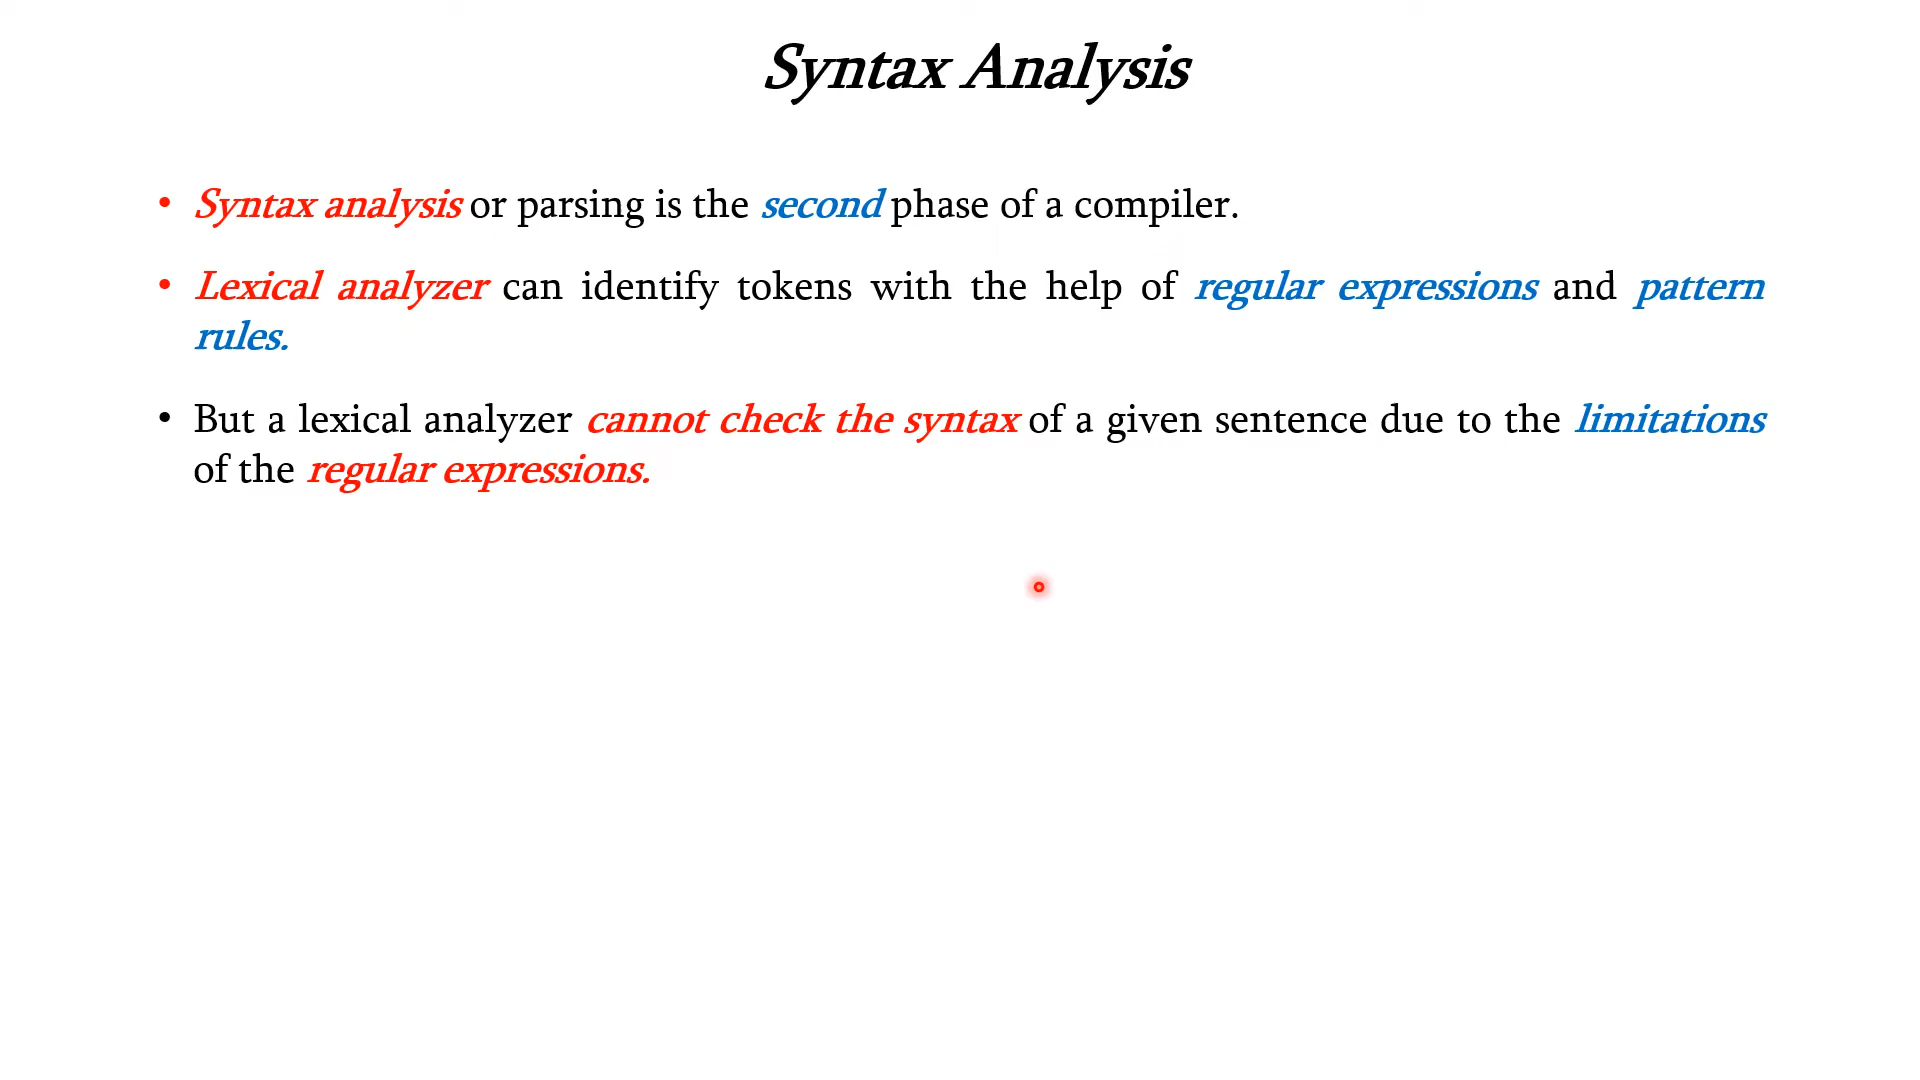 Syntax Analysis
• Syntax analysis or parsing is the second phase of a compiler.
• Lexical analyzer can identify tokens with the help of regular expressions and pattern
rules.
• But a lexical analyzer cannot check the syntax of a given sentence due to the limitations
of the regular expressions.